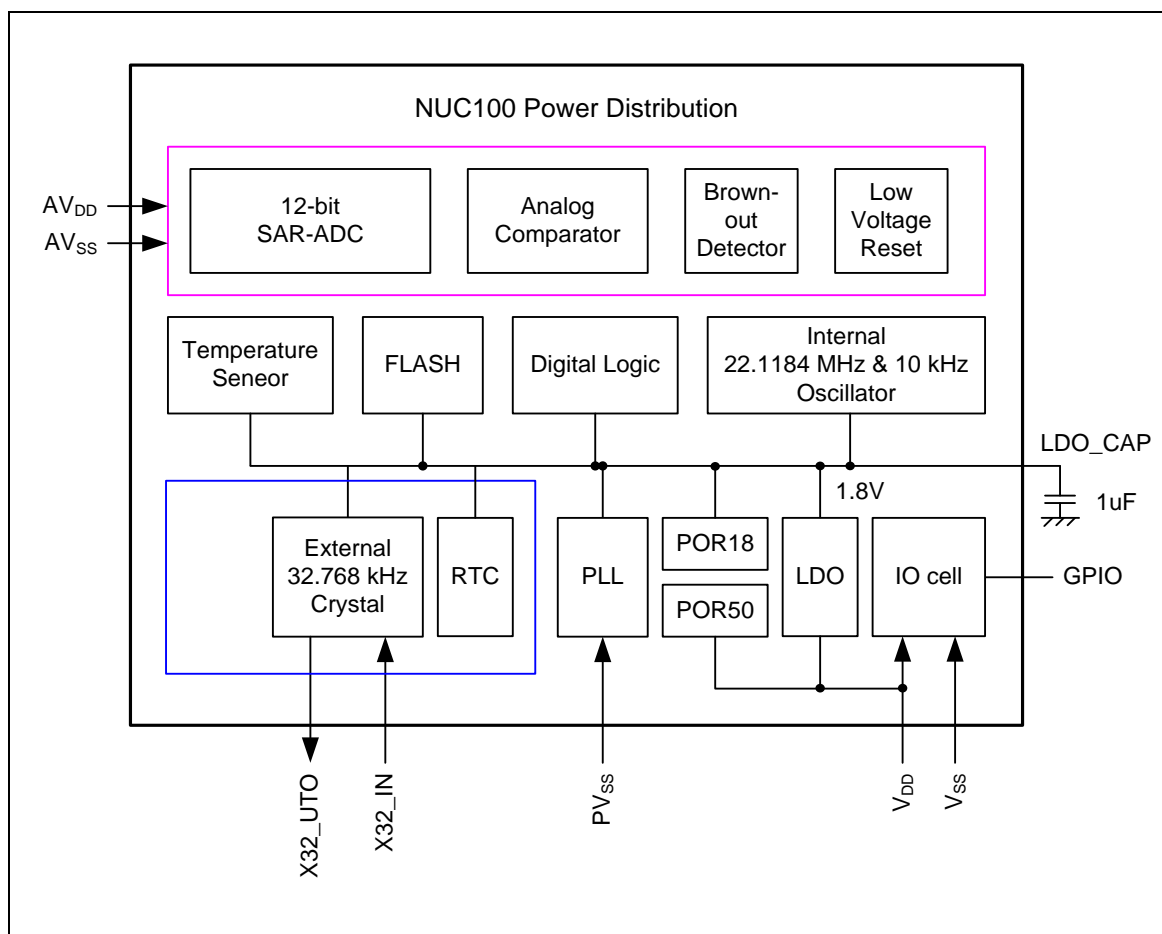 NUC100 Power Distribution
AVDD
AVSS
12-bit
SAR-ADC
Analog
Comparator
Brown-
out
Detector
Low
Voltage
Reset
Temperature
Seneor
FLASH
Digital Logic
Internal
22.1184 MHz & 10 kHz
Oscillator
LDO_CAP
1.8V
1uF
External
32.768 kHz
Crystal
RTC
PLL
POR18
POR50
LDO
IO cell
GPIO
X32_UTO
X32_IN
PVSS
VDD
VSS